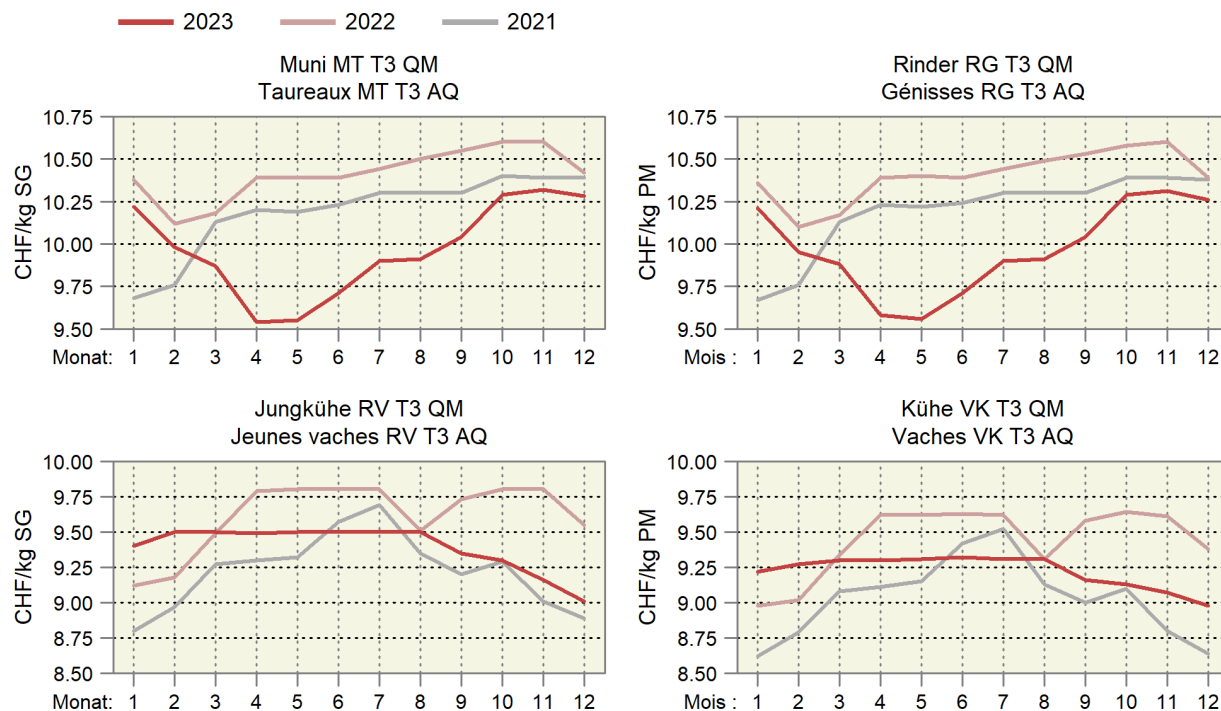 2023 2022 2021
Muni MT T3 QM
Taureaux MT T3 AQ
CHF/kg SG
10.75
10.50
10.25
10.00
9.75
9.50
Monat: 1 2 3 4 5 6 7 8 9 10 11 12
Rinder RG T3 QM
Génisses RG T3 AQ
CHF/kg PM
10.75
10.50
10.25
10.00
9.75
9.50
Mois : 1 2 3 4 5 6 7 8 9 10 11 12
Jungkühe RV T3 QM
Jeunes vaches RV T3 AQ
CHF/kg SG
10.00
9.75
9.50
9.25
9.00
8.75
8.50
Monat: 1 2 3 4 5 6 7 8 9 10 11 12
Kühe VK T3 QM
Vaches VK T3 AQ
CHF/kg PM
10.00
9.75
9.50
9.25
9.00
8.75
8.50
Mois : 1 2 3 4 5 6 7 8 9 10 11 12